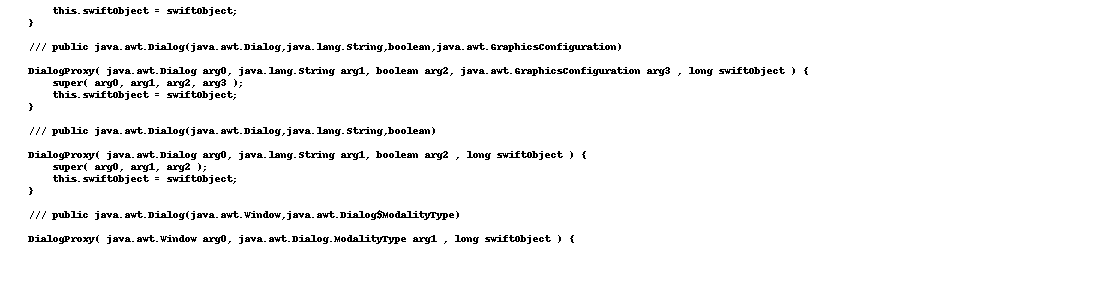 this.swiftObject = swiftObject;
}
/// public java.awt.Dialog(java.awt.Dialog,java.lang.String,boolean,java.awt.GraphicsConfiguration)
DialogProxy( java.awt.Dialog arg0, java.lang.String arg1, boolean arg2, java.awt.GraphicsConfiguration arg3 , long swiftObject ) {
super( arg0, arg1, arg2, arg3 );
this.swiftObject = swiftObject;
}
/// public java.awt.Dialog(java.awt.Dialog,java.lang.String,boolean)
DialogProxy( java.awt.Dialog arg0, java.lang.String arg1, boolean arg2 , long swiftObject ) {
super( arg0, arg1, arg2 );
this.swiftObject = swiftObject;
}
/// public java.awt.Dialog(java.awt.Window,java.awt.Dialog$ModalityType)
DialogProxy( java.awt.Window arg0, java.awt.Dialog.ModalityType arg1 , long swiftObject ) {